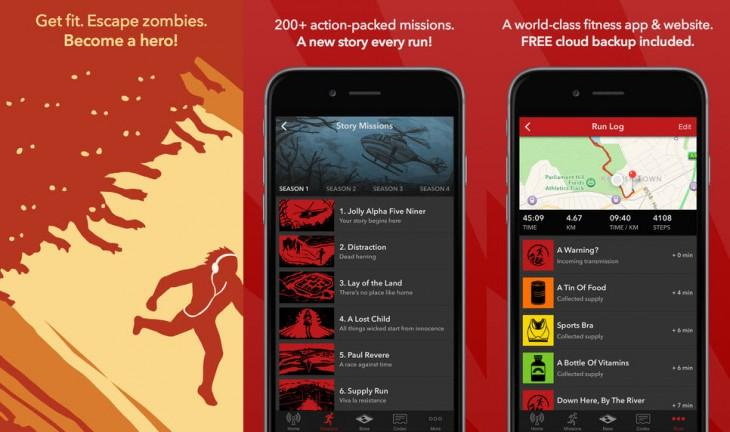 Get fit. Escape zombies.
Become a hero!
200+ action-packed missions.
A new story every run!
Story Missions
SEASON 1
SEASON 2
SEASON 3
SEASON 4
1. Jolly Alpha Five Niner
Your story begins here
2. Distraction
Dead herring
3. Lay of the Land
There's no place like home
4. A Lost Child
All things wicked start from innocence
5. Paul Revere
A race against time
6. Supply Run
Viva la resistance
Home
Missions
Base
Codex
More
A world-class fitness app & website.
FREE cloud backup included.
Run Log
Edit
Parliament Hill
Fields
Athletics Track
45:09
4.67
09:40
4108
TIME
KM
TIME / KM
STEPS
A Warning?
Incoming transmission
+ 0 min
A Tin Of Food
Collected supply
+ 4 min
Sports Bra
Collected supply
+ 6 min
A Bottle Of Vitamins
Collected supply
+ 6 min
Down Here, By The River
+ 7 min
Home
Missions
Base
Codex